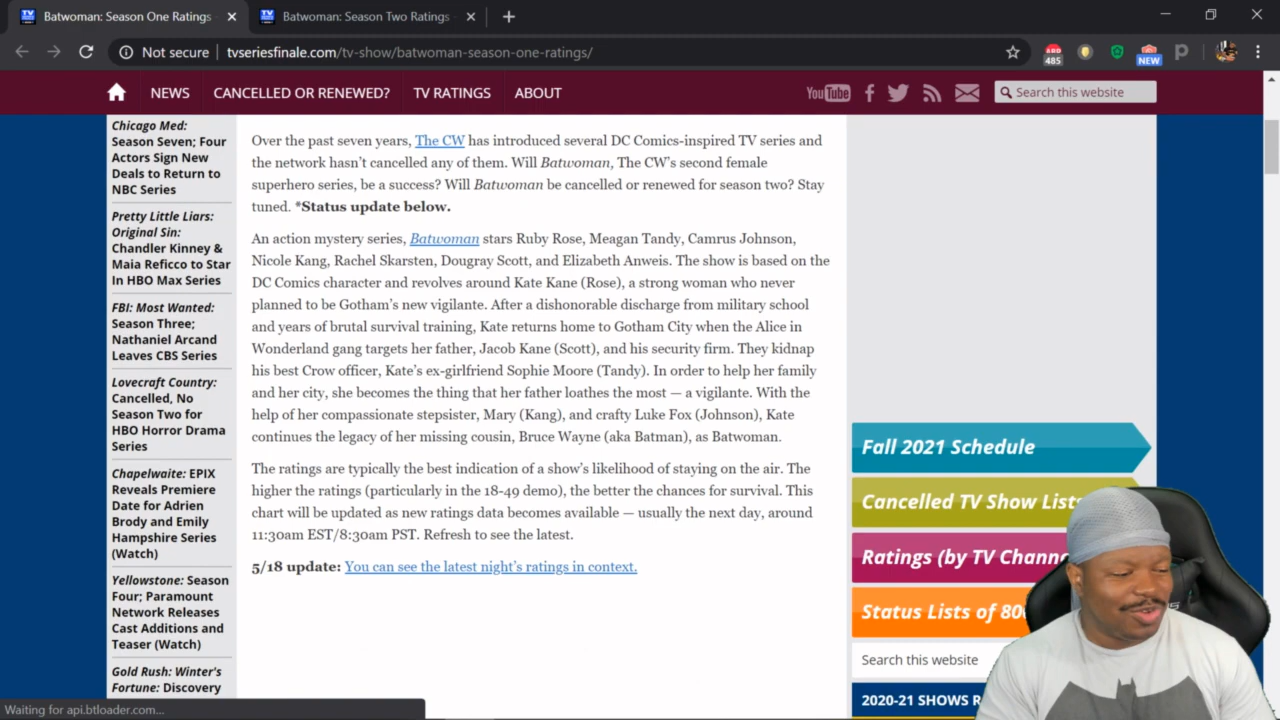 Batwoman: Season One Ratings
Batwoman: Season Two Ratings
Not secure
tvseriesfinale.com/tv-show/batwoman-season-one-ratings/
485
NEW
NEWS
CANCELLED OR RENEWED?
TV RATINGS
ABOUT
You Tube
Search this website
Chicago Med:
Season Seven; Four
Actors Sign New
Deals to Return to
NBC Series
Pretty Little Liars:
Original Sin:
Chandler Kinney &
Maia Reficco to Star
In HBO Max Series
FBI: Most Wanted:
Season Three;
Nathaniel Arcand
Leaves CBS Series
Lovecraft Country:
Cancelled, No
Season Two for
HBO Horror Drama
Series
Chapelwaite: EPIX
Reveals Premiere
Date for Adrien
Brody and Emily
Hampshire Series
(Watch)
Yellowstone: Season
Four; Paramount
Network Releases
Cast Additions and
Teaser (Watch)
Gold Rush: Winter's
Fortune: Discovery
Over the past seven years, The CW has introduced several DC Comics-inspired TV series and
the network hasn't cancelled any of them. Will Batwoman, The CW's second female
superhero series, be a success? Will Batwoman be cancelled or renewed for season two? Stay
tuned. *Status update below.
An action mystery series, Batwoman stars Ruby Rose, Meagan Tandy, Camrus Johnson,
Nicole Kang, Rachel Skarsten, Dougray Scott, and Elizabeth Anweis. The show is based on the
DC Comics character and revolves around Kate Kane (Rose), a strong woman who never
planned to be Gotham's new vigilante. After a dishonorable discharge from military school
and years of brutal survival training, Kate returns home to Gotham City when the Alice in
Wonderland gang targets her father, Jacob Kane (Scott), and his security firm. They kidnap
his best Crow officer, Kate's ex-girlfriend Sophie Moore (Tandy). In order to help her family
and her city, she becomes the thing that her father loathes the most — a vigilante. With the
help of her compassionate stepsister, Mary (Kang), and crafty Luke Fox (Johnson), Kate
continues the legacy of her missing cousin, Bruce Wayne (aka Batman), as Batwoman.
The ratings are typically the best indication of a show's likelihood of staying on the air. The
higher the ratings (particularly in the 18-49 demo), the better the chances for survival. This
chart will be updated as new ratings data becomes available — usually the next day, around
11:30am EST/8:30am PST. Refresh to see the latest.
5/18 update: You can see the latest night's ratings in context.
Fall 2021 Schedule
Cancelled TV Show Lists
Ratings (by TV Chann
Status Lists of 80
Search this website
2020-21 SHOWS R
Waiting for api.btloader.com...